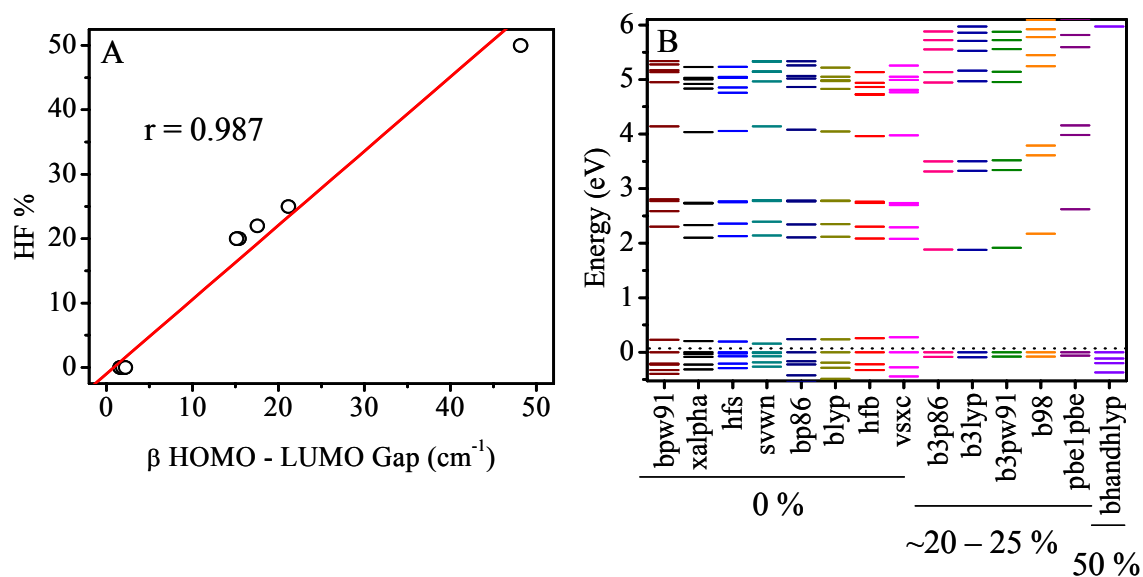 A
r = 0.987
50
40
30
20
10
0
HF %
0
10
20
30
40
50
β HOMO - LUMO Gap (cm-1)
B
6
5
4
3
2
1
0
Energy (eV)
bpw91
xalpha
hfs
svwn
bp86
blyp
hfb
vsxc
b3p86
b3lyp
b3pw91
b98
pbe1pbe
bhandhlyp
0 %
~20 – 25 %
50 %